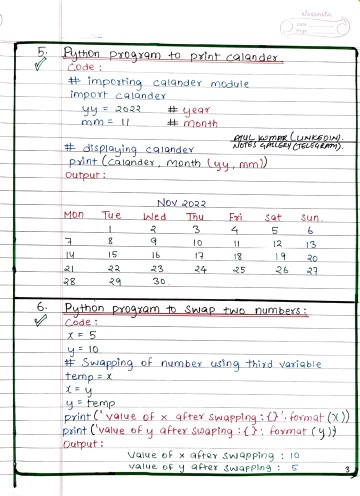 5. Python program to print calander
Code:
# importing calander module
import calander
yy = 2022 # year
mm = 11 # month
ATUL KUMAR (LINKEDIN).
NOTES GALLERY (TELEGRAM).
# displaying calander
print (calander, month (yy, mm))
output:
NOV 2022
Mon Tue Wed Thu Fri sat sun.
1 2 3 4 5 6
7 8 9 10 11 12 13
14 15 16 17 18 19 20
21 22 23 24 25 26 27
28 29 30
6. Python program to swap two numbers:
Code:
x = 5
y = 10
# Swapping of number using third variable
temp = x
x = y
y = temp
print ('value of x after swapping : {}'. format (x))
print ('value of y after swaping : {} : format (y))
Output:
value of x after swapping : 10
value of y after swapping : 5
3